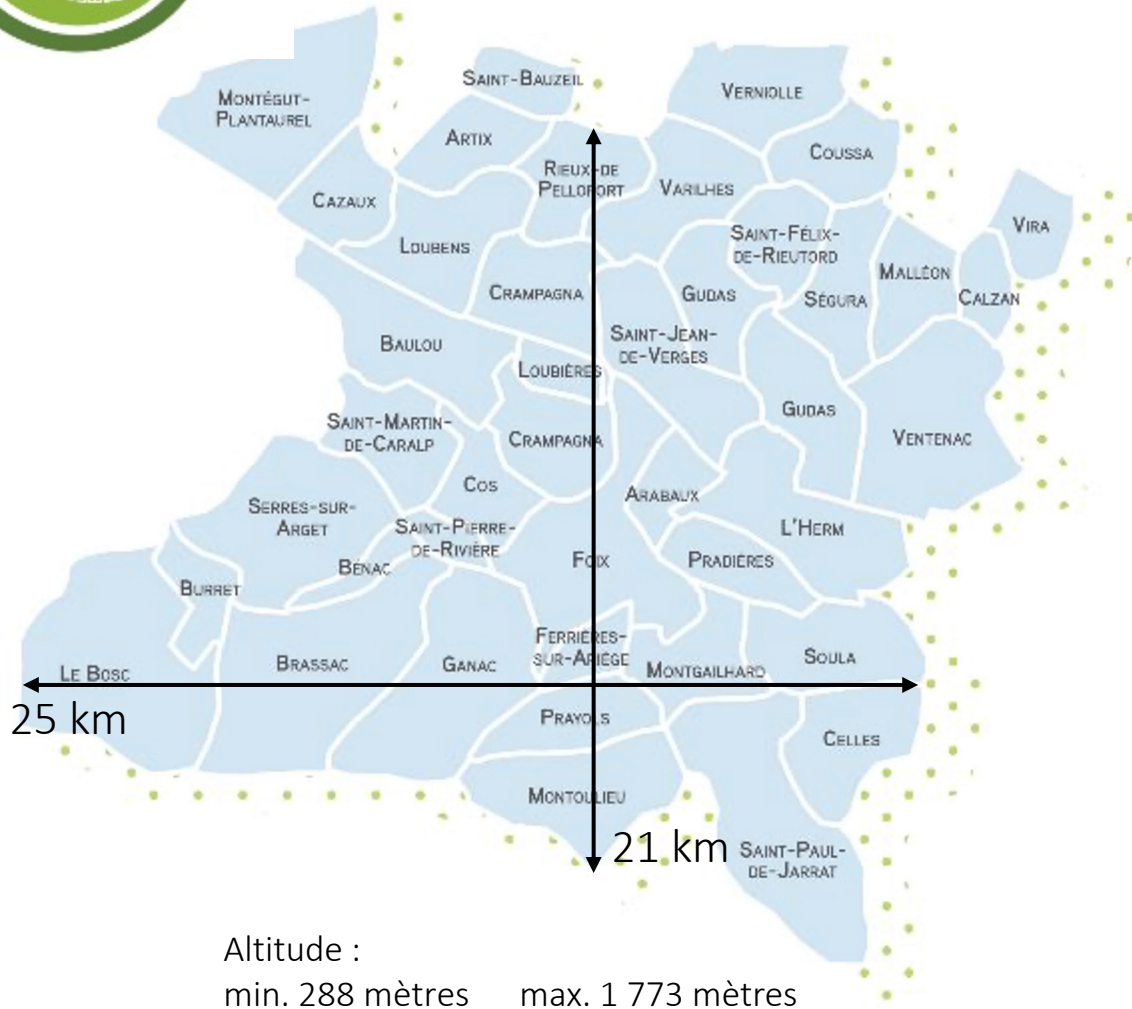 SAINT-BAUZEIL
MONTÉGUT-
PLANTAUREL
VERNIOLLE
ARTIX
COUSSA
RIEUX-DE
PELLOPORT
VARILHES
CAZAUX
VIRA
SAINT-FÉLIX-
DE-RIEUTORD
LOUBENS
MALLÉON
CRAMPAGNA
GUDAS
SÉGURA
CALZAN
BAULOU
SAINT-JEAN-
DE-VERGES
LOUBIÈRES
SAINT-MARTIN-
DE-CARALP
CRAMPAGNA
GUDAS
VENTENAC
COS
ARABAUX
SERRES-SUR-
ARGET
SAINT-PIERRE-
DE-RIVIÈRE
L'HERM
BÉNAC
FOIX
PRADIÈRES
BURRET
FERRIÈRES-
SUR-ARIÈGE
LE BOSC
BRASSAC
GANAC
MONTGAILHARD
SOULA
25 km
PRAYOLS
CELLES
MONTOULIEU
21 km
SAINT-PAUL-
DE-JARRAT
Altitude :
min. 288 mètres max. 1 773 mètres